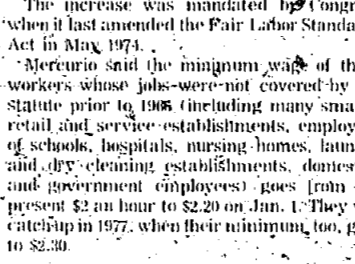 The increase was mandated by Congr
when it last amended the Fair Labor Standa
Act in May, 1974.
Mercurio said the minimum wage of th
workers whose jobs were not covered by
statute prior to 1966 (including many sma
retail and service establishments, employ
of schools, hospitals, nursing homes, laun
and dry cleaning establishments, domes
and government employees) goes from
present $2 an hour to $2.20 on Jan. 1. They
catch up in 1977, when their minimum, too, g
to $2.30.